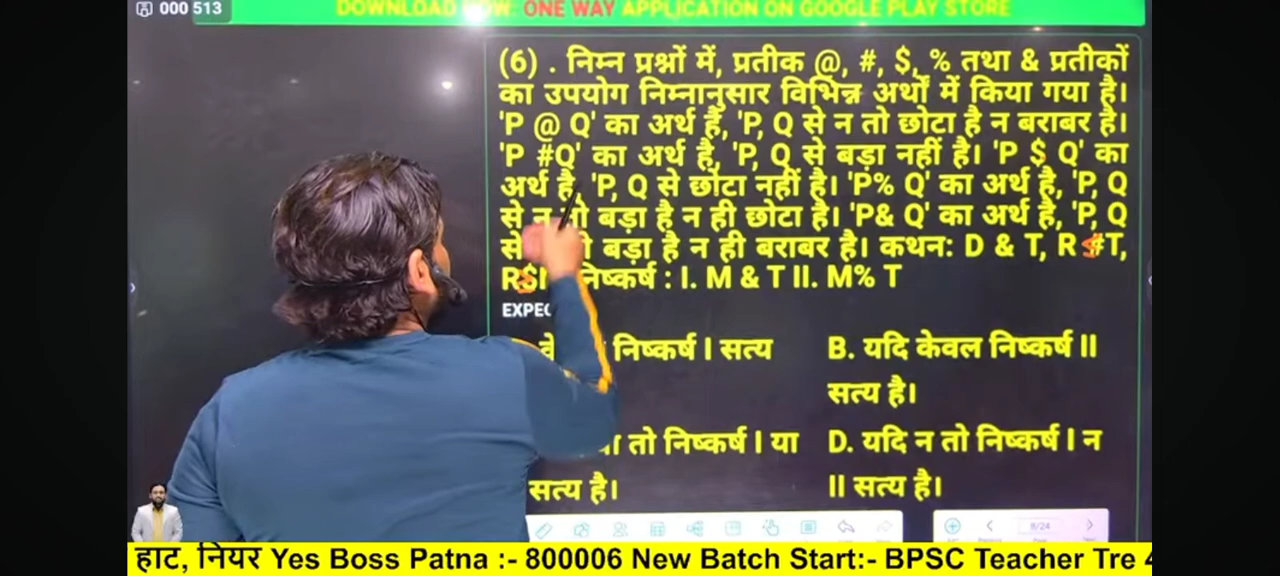 000 513
DOWNLOAD NOW: ONE WAY APPLICATION ON GOOGLE PLAY STORE
(6) . निम्न प्रश्नों में, प्रतीक @, #, $, % तथा & प्रतीकों
का उपयोग निम्नानुसार विभिन्न अर्थों में किया गया है।
'P @ Q' का अर्थ है, 'P, Q से न तो छोटा है न बराबर है।
'P #Q' का अर्थ है, 'P, Q से बड़ा नहीं है। 'P $ Q' का
अर्थ है, 'P, Q से छोटा नहीं है। 'P% Q' का अर्थ है, 'P, Q
से न तो बड़ा है न ही छोटा है। 'P& Q' का अर्थ है, 'P, Q
से बड़ा है न ही बराबर है। कथन: D & T, R #T,
निष्कर्ष : I. M & T II. M% T
निष्कर्ष I सत्य
B. यदि केवल निष्कर्ष II
सत्य है।
तो निष्कर्ष I या
सत्य है।
D. यदि न तो निष्कर्ष I न
II सत्य है।
8/24
हाट, नियर Yes Boss Patna :- 800006 New Batch Start:- BPSC Teacher Tre